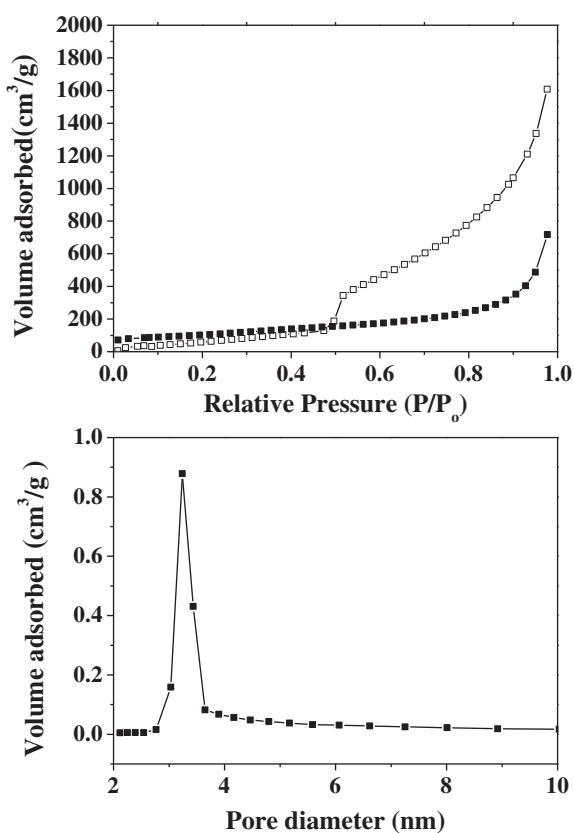 2000
1800
1600
1400
1200
1000
800
600
400
200
0
Volume adsorbed(cm³/g)
0.0 0.2 0.4 0.6 0.8 1.0
Relative Pressure (P/Pₒ)
1.0
0.8
0.6
0.4
0.2
0.0
Volume adsorbed (cm³/g )
2 4 6 8 10
Pore diameter (nm)